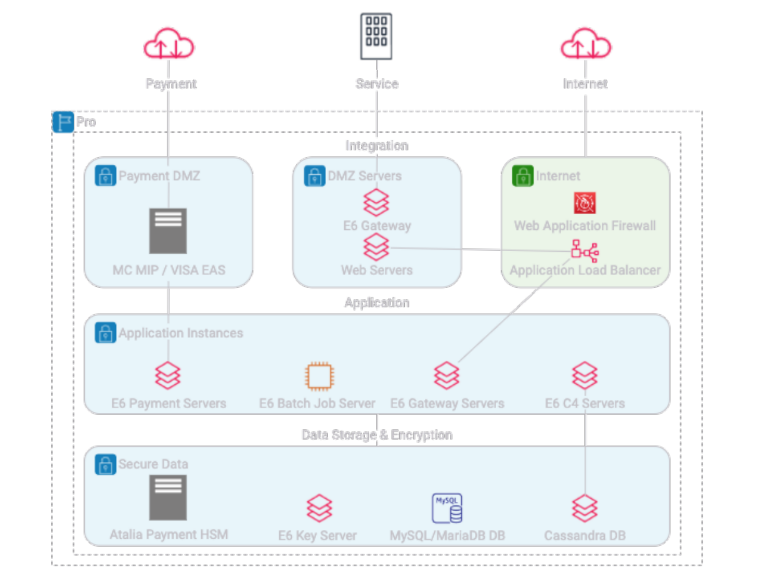 Payment
Service
Internet
Pro
Integration
Payment DMZ
DMZ Servers
Internet
E6 Gateway
Web Application Firewall
MC MIP / VISA EAS
Web Servers
Application Load Balancer
Application
Application Instances
E6 Payment Servers
E6 Batch Job Server
E6 Gateway Servers
E6 C4 Servers
Data Storage & Encryption
Secure Data
MySQL
Atalia Payment HSM
E6 Key Server
MySQL/MariaDB DB
Cassandra DB